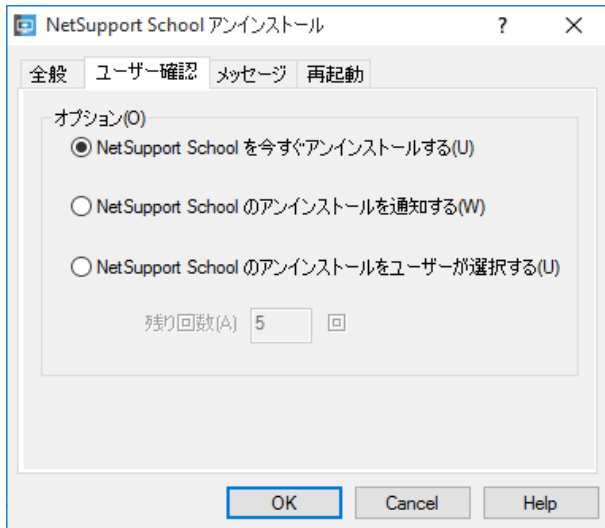 NetSupport School アンインストール
全般 ユーザー確認 メッセージ 再起動
オプション(O)
NetSupport School を今すぐアンインストールする(U)
NetSupport School のアンインストールを通知する(W)
NetSupport School のアンインストールをユーザーが選択する(U)
残り回数(A) 5 回
OK Cancel Help